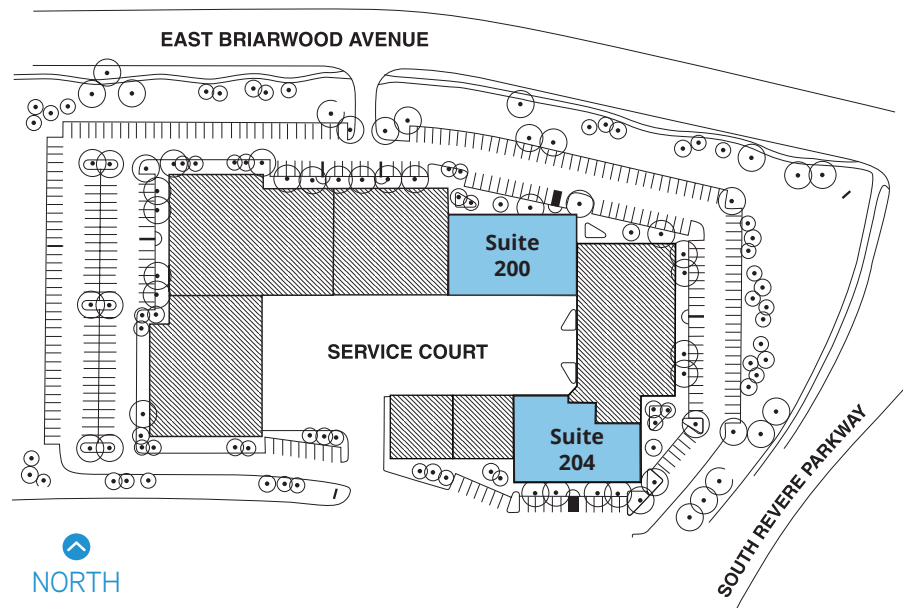 EAST BRIARWOOD AVENUE
Suite
200
SERVICE COURT
Suite
204
SOUTH REVERE PARKWAY
NORTH